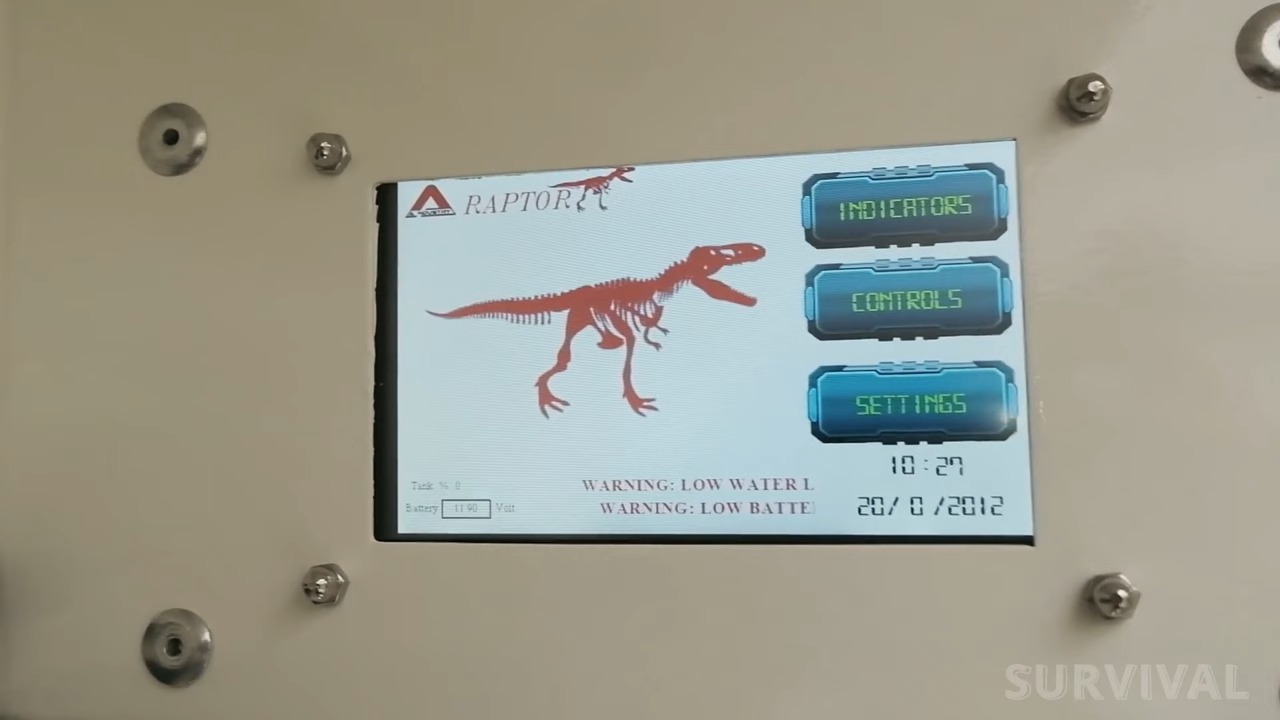 RAPTOR
INDICATORS
CONTROLS
SETTINGS
10:27
20/ 0 /2012
Tank % 0
Battery 11.90 Volt
WARNING: LOW WATER L
WARNING: LOW BATTE
SURVIVAL